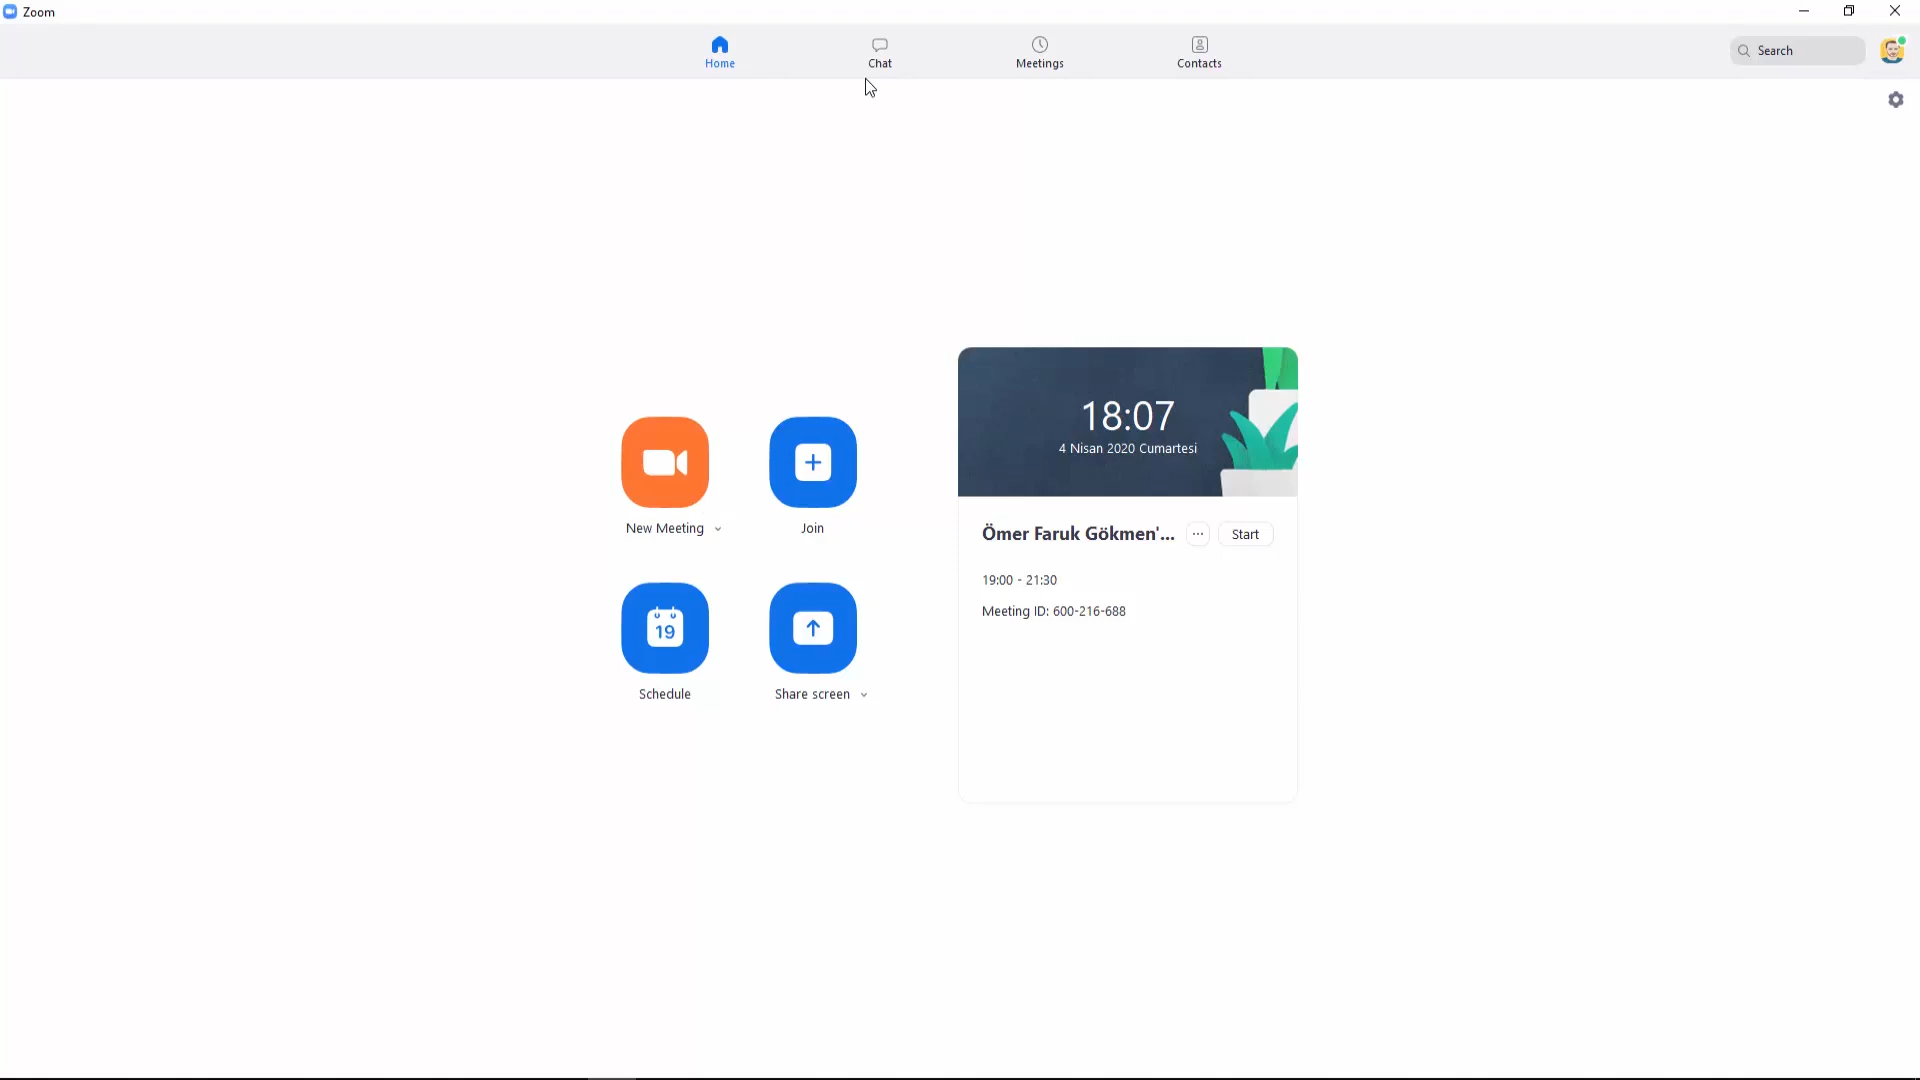 Zoom
Home
Chat
Meetings
Contacts
Search
18:07
4 Nisan 2020 Cumartesi
New Meeting
Join
Ömer Faruk Gökmen'...
Start
19:00 - 21:30
Meeting ID: 600-216-688
19
Schedule
Share screen